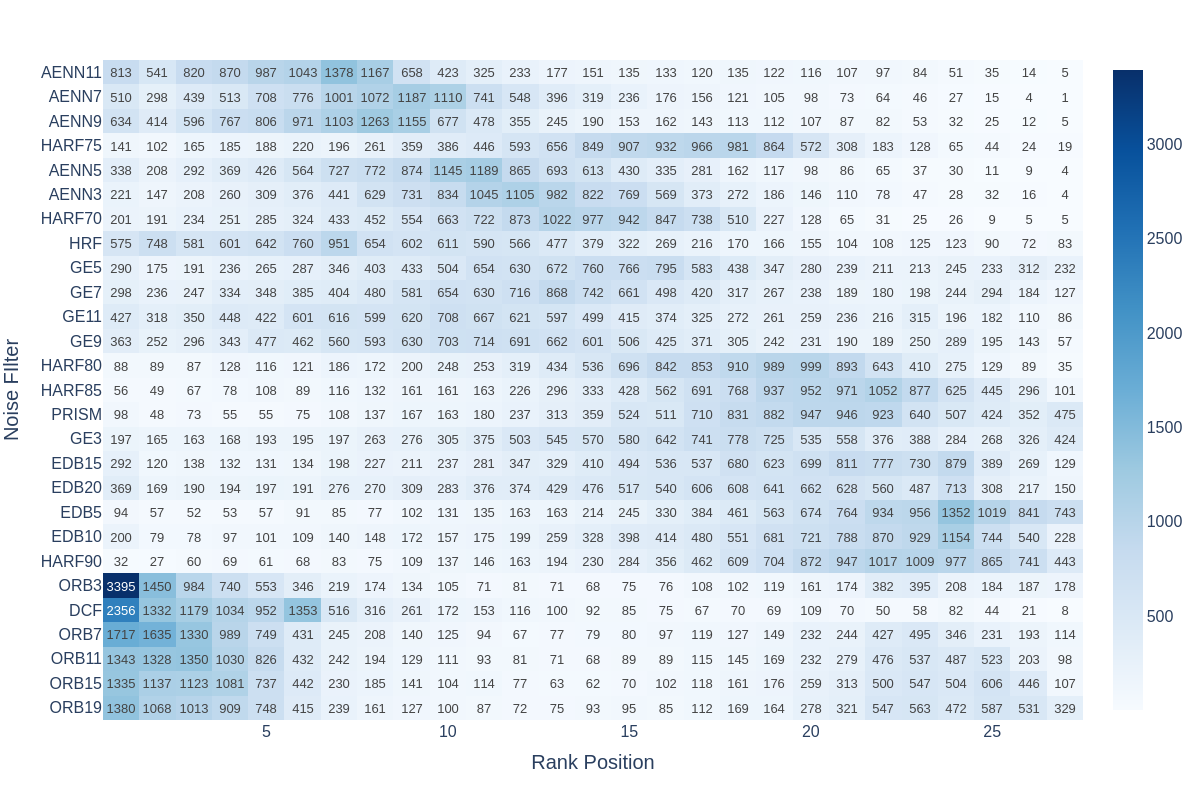 AENN11 813 541 820 870 987 1043 1378 1167 658 423 325 233 177 151 135 133 120 135 122 116 107 97 84 51 35 14 5
AENN7 510 298 439 513 708 776 1001 1072 1187 1110 741 548 396 319 236 176 156 121 105 98 73 64 46 27 15 4 1
AENN9 634 414 596 767 806 971 1103 1263 1155 677 478 355 245 190 153 162 143 113 112 107 87 82 53 32 25 12 5
HARF75 141 102 165 185 188 220 196 261 359 386 446 593 656 849 907 932 966 981 864 572 308 183 128 65 44 24 19
AENN5 338 208 292 369 426 564 727 772 874 1145 1189 865 693 613 430 335 281 162 117 98 86 65 37 30 11 9 4
AENN3 221 147 208 260 309 376 441 629 731 834 1045 1105 982 822 769 569 373 272 186 146 110 78 47 28 32 16 4
HARF70 201 191 234 251 285 324 433 452 554 663 722 873 1022 977 942 847 738 510 227 128 65 31 25 26 9 5 5
HRF 575 748 581 601 642 760 951 654 602 611 590 566 477 379 322 269 216 170 166 155 104 108 125 123 90 72 83
GE5 290 175 191 236 265 287 346 403 433 504 654 630 672 760 766 795 583 438 347 280 239 211 213 245 233 312 232
GE7 298 236 247 334 348 385 404 480 581 654 630 716 868 742 661 498 420 317 267 238 189 180 198 244 294 184 127
GE11 427 318 350 448 422 601 616 599 620 708 667 621 597 499 415 374 325 272 261 259 236 216 315 196 182 110 86
GE9 363 252 296 343 477 462 560 593 630 703 714 691 662 601 506 425 371 305 242 231 190 189 250 289 195 143 57
HARF80 88 89 87 128 116 121 186 172 200 248 253 319 434 536 696 842 853 910 989 999 893 643 410 275 129 89 35
HARF85 56 49 67 78 108 89 116 132 161 161 163 226 296 333 428 562 691 768 937 952 971 1052 877 625 445 296 101
PRISM 98 48 73 55 55 75 108 137 167 163 180 237 313 359 524 511 710 831 882 947 946 923 640 507 424 352 475
GE3 197 165 163 168 193 195 197 263 276 305 375 503 545 570 580 642 741 778 725 535 558 376 388 284 268 326 424
EDB15 292 120 138 132 131 134 198 227 211 237 281 347 329 410 494 536 537 680 623 699 811 777 730 879 389 269 129
EDB20 369 169 190 194 197 191 276 270 309 283 376 374 429 476 517 540 606 608 641 662 628 560 487 713 308 217 150
EDB5 94 57 52 53 57 91 85 77 102 131 135 163 163 214 245 330 384 461 563 674 764 934 956 1352 1019 841 743
EDB10 200 79 78 97 101 109 140 148 172 157 175 199 259 328 398 414 480 551 681 721 788 870 929 1154 744 540 228
HARF90 32 27 60 69 61 68 83 75 109 137 146 163 194 230 284 356 462 609 704 872 947 1017 1009 977 865 741 443
ORB3 3395 1450 984 740 553 346 219 174 134 105 71 81 71 68 75 76 108 102 119 161 174 382 395 208 184 187 178
DCF 2356 1332 1179 1034 952 1353 516 316 261 172 153 116 100 92 85 75 67 70 69 109 70 50 58 82 44 21 8
ORB7 1717 1635 1330 989 749 431 245 208 140 125 94 67 77 79 80 97 119 127 149 232 244 427 495 346 231 193 114
ORB11 1343 1328 1350 1030 826 432 242 194 129 111 93 81 71 68 89 89 115 145 169 232 279 476 537 487 523 203 98
ORB15 1335 1137 1123 1081 737 442 230 185 141 104 114 77 63 62 70 102 118 161 176 259 313 500 547 504 606 446 107
ORB19 1380 1068 1013 909 748 415 239 161 127 100 87 72 75 93 95 85 112 169 164 278 321 547 563 472 587 531 329
5 10 15 20 25
Rank Position
Noise FIlter
3000
2500
2000
1500
1000
500